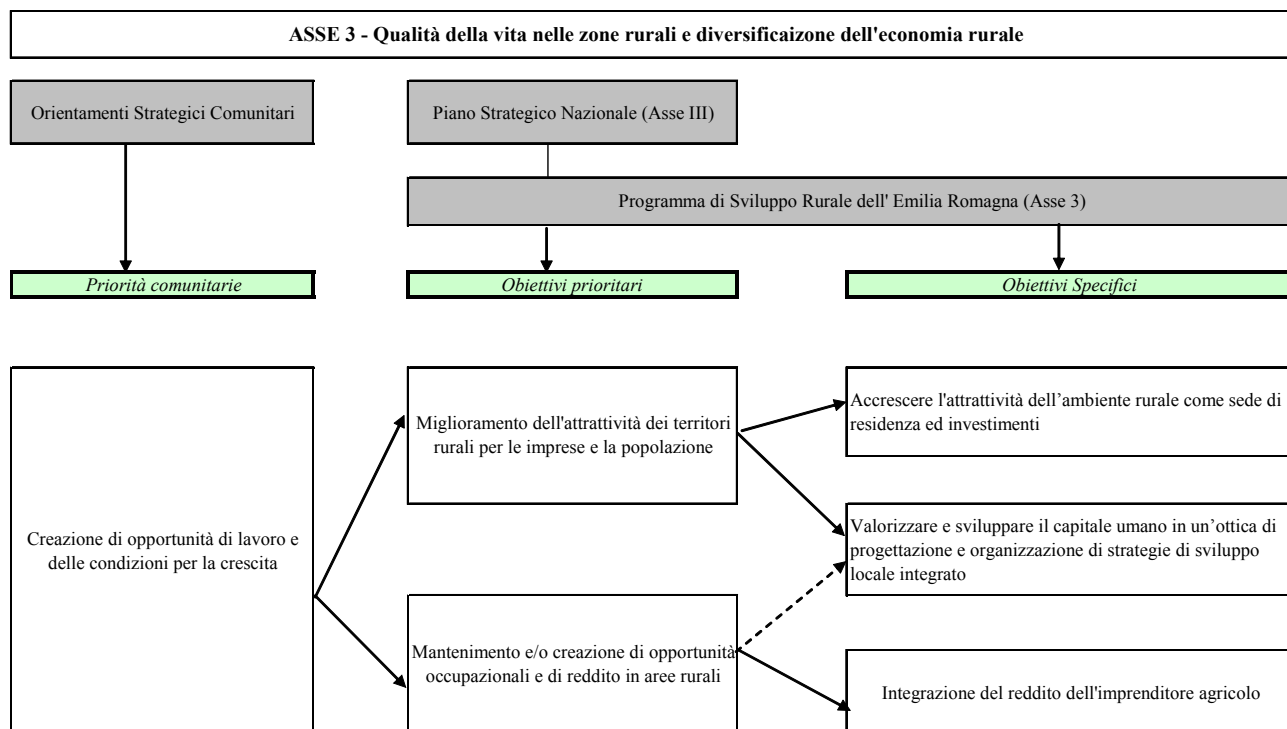 ASSE 3 - Qualità della vita nelle zone rurali e diversificaizone dell'economia rurale
Orientamenti Strategici Comunitari
Piano Strategico Nazionale (Asse III)
Programma di Sviluppo Rurale dell' Emilia Romagna (Asse 3)
Priorità comunitarie
Obiettivi prioritari
Obiettivi Specifici
Creazione di opportunità di lavoro e
delle condizioni per la crescita
Miglioramento dell'attrattività dei territori
rurali per le imprese e la popolazione
Mantenimento e/o creazione di opportunità
occupazionali e di reddito in aree rurali
Accrescere l'attrattività dell’ambiente rurale come sede di
residenza ed investimenti
Valorizzare e sviluppare il capitale umano in un’ottica di
progettazione e organizzazione di strategie di sviluppo
locale integrato
Integrazione del reddito dell'imprenditore agricolo